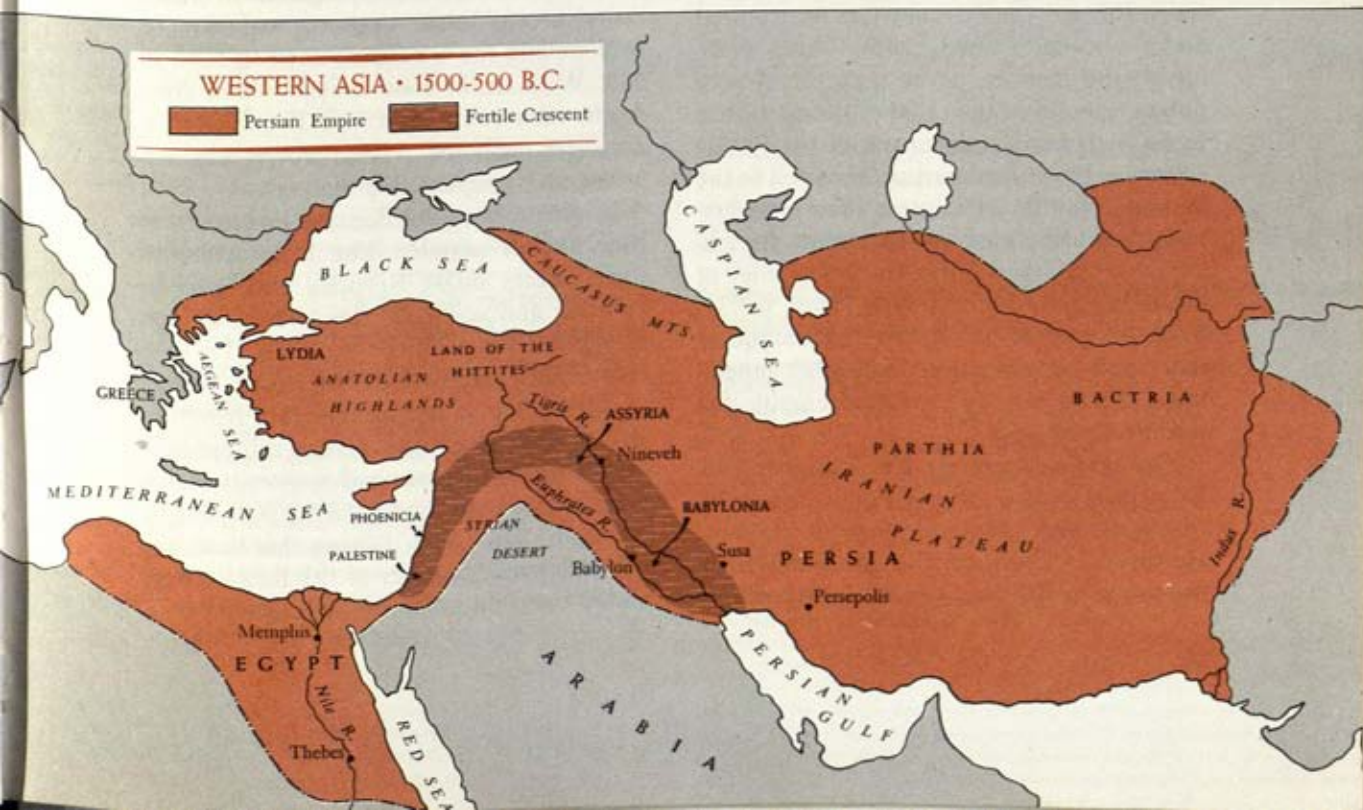 WESTERN ASIA • 1500-500 B.C.
Persian Empire
Fertile Crescent
BLACK SEA
CAUCASUS MTS.
CASPIAN SEA
LYDIA
LAND OF THE
HITTITES
ANATOLIAN
HIGHLANDS
GREECE
AEGEAN SEA
Tigris R.
ASSYRIA
Nineveh
BACTRIA
PARTHIA
IRANIAN
PLATEAU
MEDITERRANEAN SEA
PHOENICIA
SYRIAN
DESERT
Euphrates R.
BABYLONIA
PALESTINE
Babylon
Susa
PERSIA
Persepolis
Indus R.
Memphis
EGYPT
Nile R.
Thebes
RED SEA
ARABIA
PERSIAN
GULF